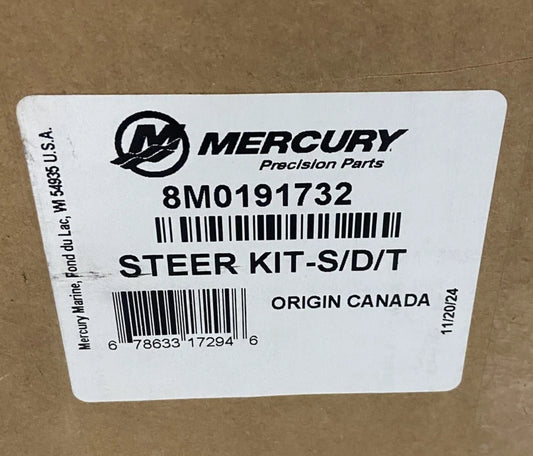 MERCURY
Precision Parts
8M0191732
STEER KIT-S/D/T
ORIGIN CANADA
6 78633 17294 6
11/20/24
Mercury Marine, Fond du Lac, WI 54935 U.S.A.